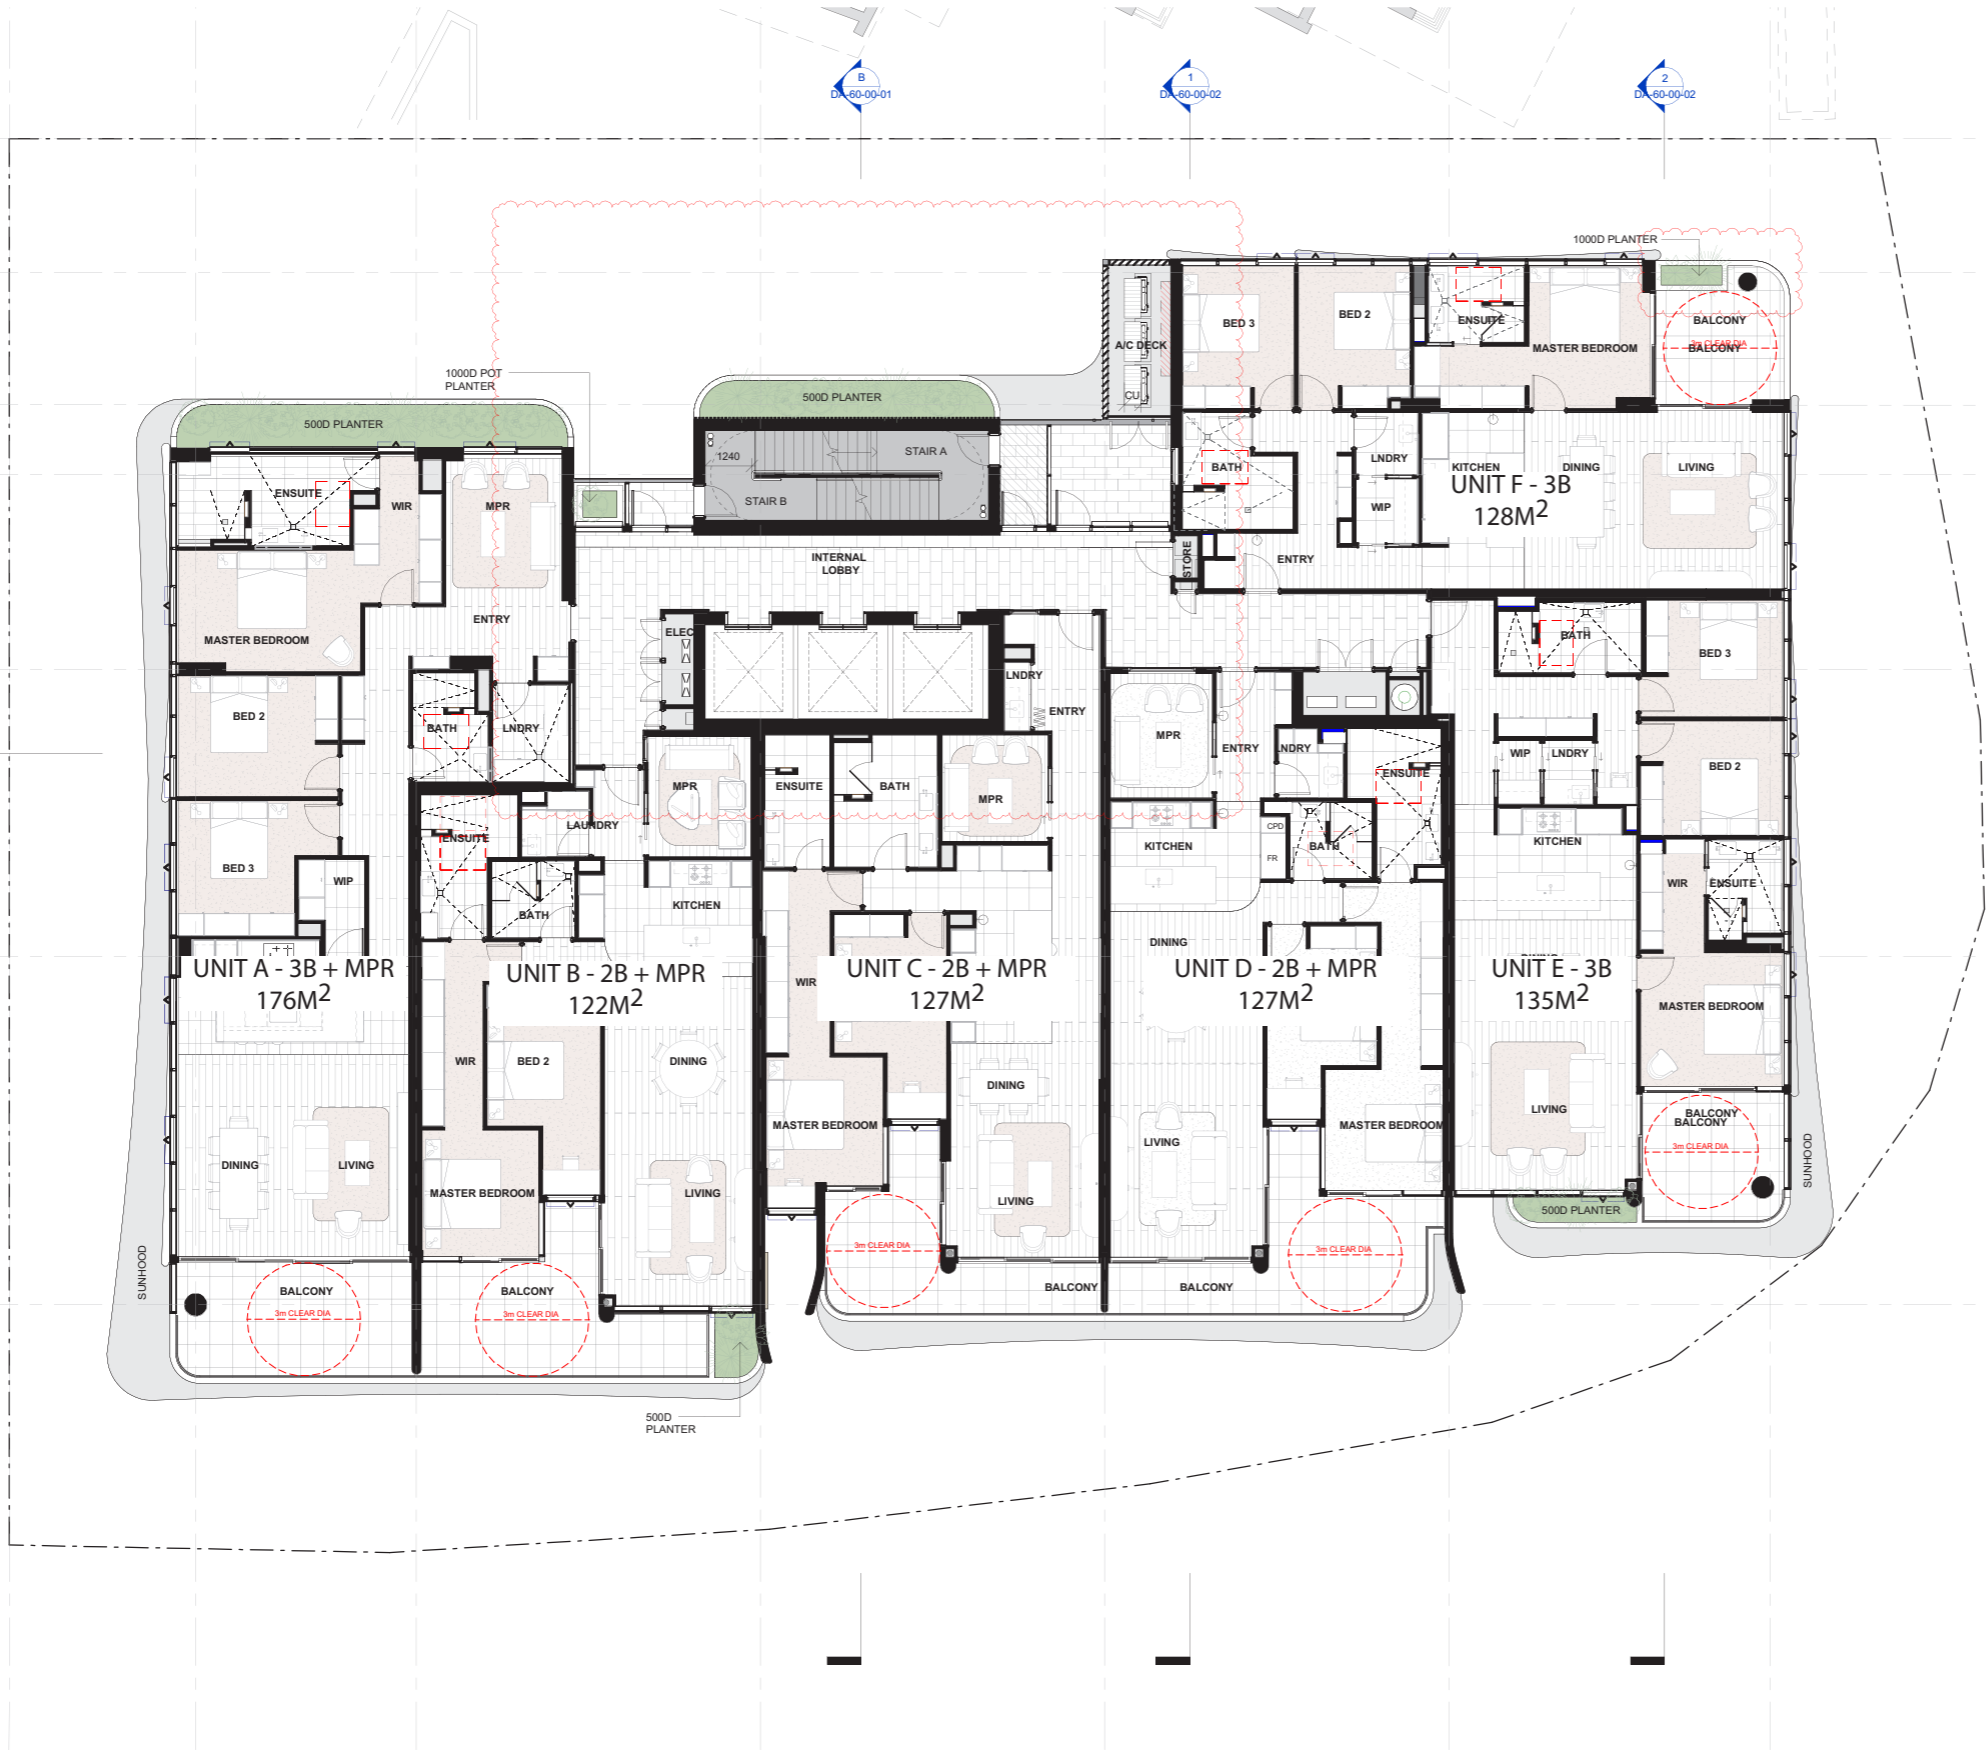 B
DA-60-00-01
1
DA-60-00-02
2
DA-60-00-02
1000D PLANTER
BALCONY
3m CLEAR DIA
BALCONY
BED 3
BED 2
ENSUITE
MASTER BEDROOM
A/C DECK
CU
1000D POT
PLANTER
500D PLANTER
500D PLANTER
STAIR A
1240
STAIR B
ENSUITE
WIR
MPR
BATH
LNDRY
WIP
KITCHEN
DINING
LIVING
UNIT F - 3B
128M2
INTERNAL
LOBBY
STORE
ENTRY
MASTER BEDROOM
ENTRY
ELEC
LNDRY
ENTRY
BATH
BED 3
BED 2
BATH
LNDRY
MPR
ENTRY
LNDRY
ENSUITE
WIP
LNDRY
BED 2
MPR
ENSUITE
BATH
MPR
LAUNDRY
ENSUITE
BATH
KITCHEN
CPD
FR
BATH
KITCHEN
BED 3
WIP
KITCHEN
WIR
ENSUITE
DINING
UNIT A - 3B + MPR
176M2
UNIT B - 2B + MPR
122M2
WIR
UNIT C - 2B + MPR
127M2
UNIT D - 2B + MPR
127M2
UNIT E - 3B
135M2
MASTER BEDROOM
WIR
BED 2
DINING
DINING
MASTER BEDROOM
LIVING
MASTER BEDROOM
LIVING
BALCONY
BALCONY
3m CLEAR DIA
SUNHOOD
DINING
LIVING
MASTER BEDROOM
LIVING
LIVING
500D PLANTER
3m CLEAR DIA
3m CLEAR DIA
SUNHOOD
BALCONY
3m CLEAR DIA
BALCONY
3m CLEAR DIA
BALCONY
BALCONY
500D
PLANTER